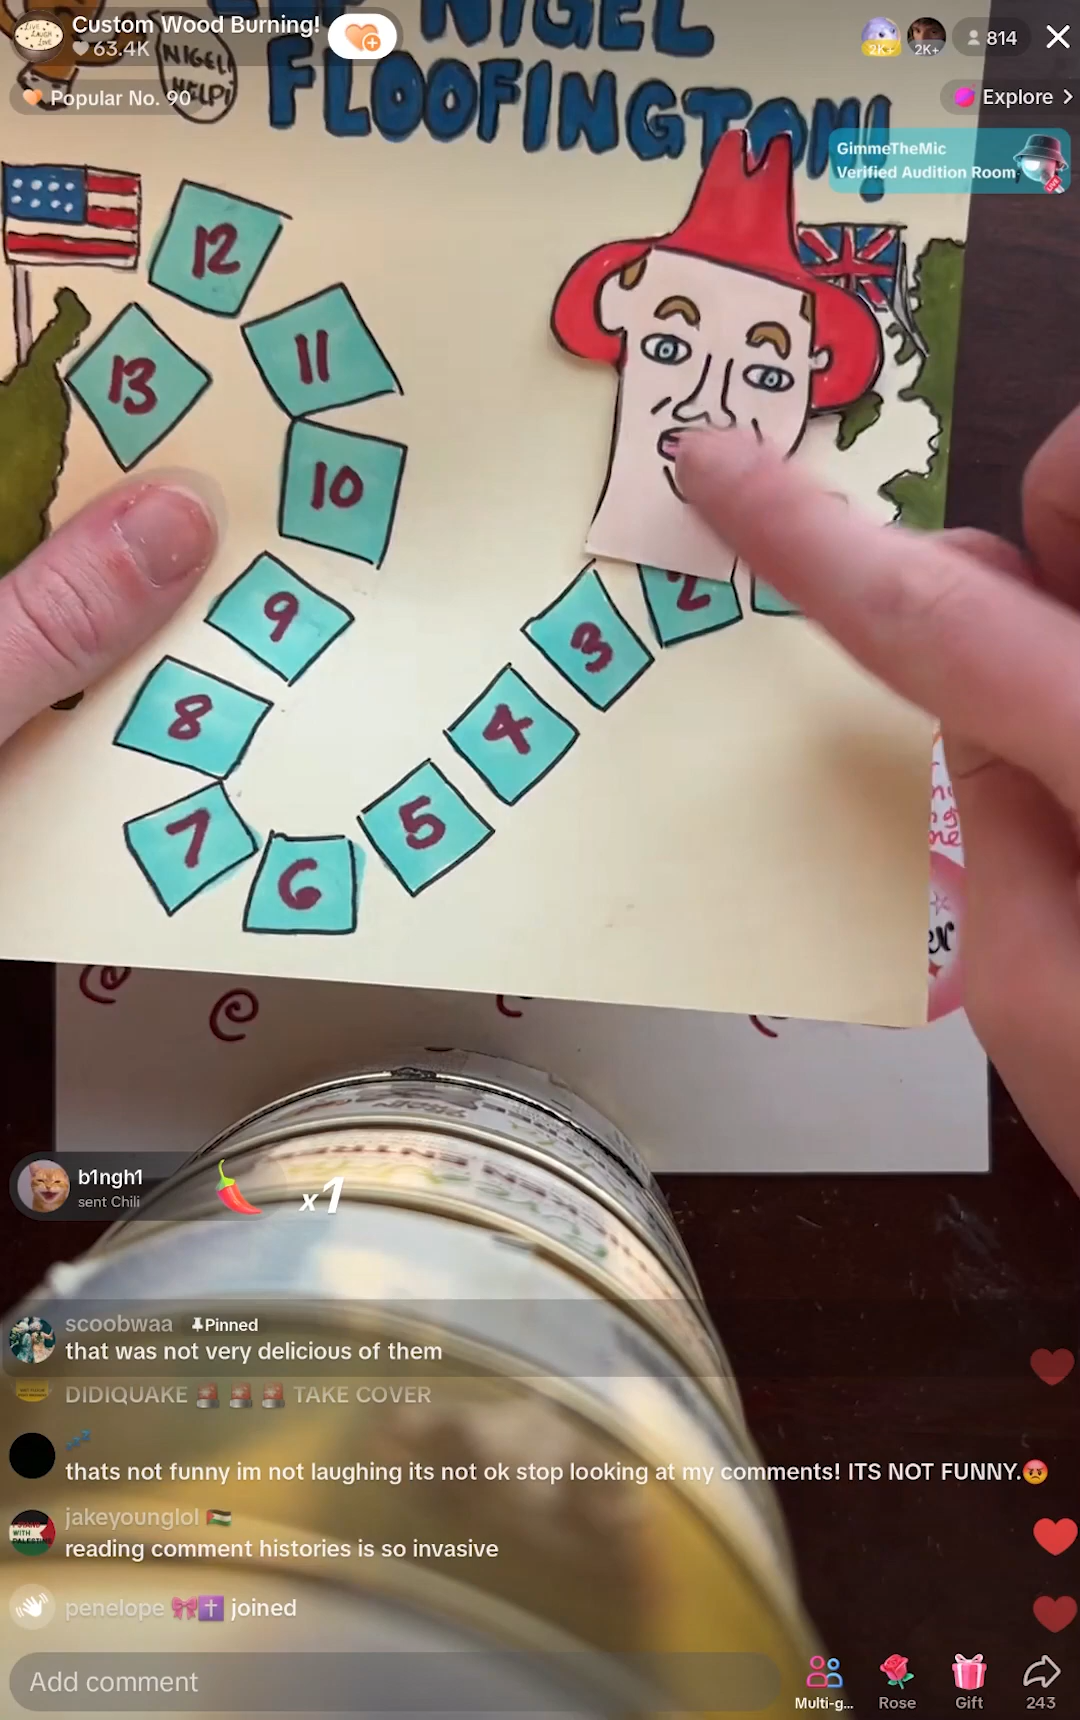 Custom Wood Burning!
63.4K
2K+
2K+
814
NIGEL
NIGEL!
HELP!
FLOOFINGTON!
Popular No. 90
Explore >
GimmeTheMic
Verified Audition Room
12
11
13
10
9
8
7
6
5
4
3
2
b1ngh1
sent Chili
x1
scoobwaa Pinned
that was not very delicious of them
DIDIQUAKE 🚨 🚨 🚨 TAKE COVER
💤
thats not funny im not laughing its not ok stop looking at my comments! ITS NOT FUNNY.😡
jakeyounglol 🇵🇸
reading comment histories is so invasive
penelope 🎀✝️ joined
Add comment
Multi-g...
Rose
Gift
243